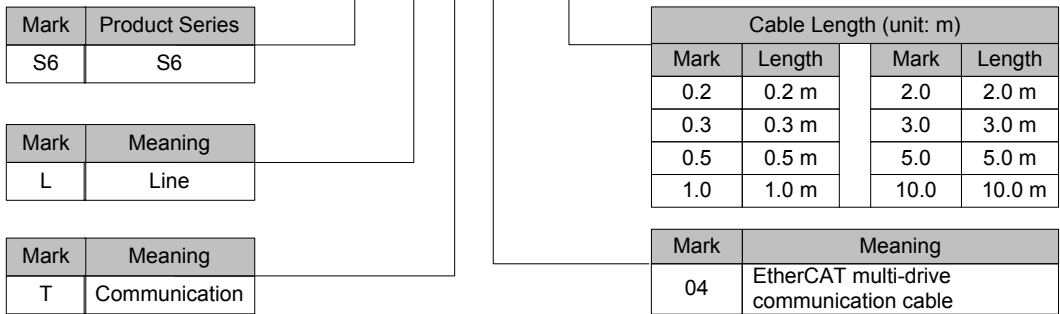 Mark Product Series
S6 S6
Mark Meaning
L Line
Mark Meaning
T Communication
Cable Length (unit: m)
Mark Length Mark Length
0.2 0.2 m 2.0 2.0 m
0.3 0.3 m 3.0 3.0 m
0.5 0.5 m 5.0 5.0 m
1.0 1.0 m 10.0 10.0 m
Mark Meaning
04 EtherCAT multi-drive
communication cable